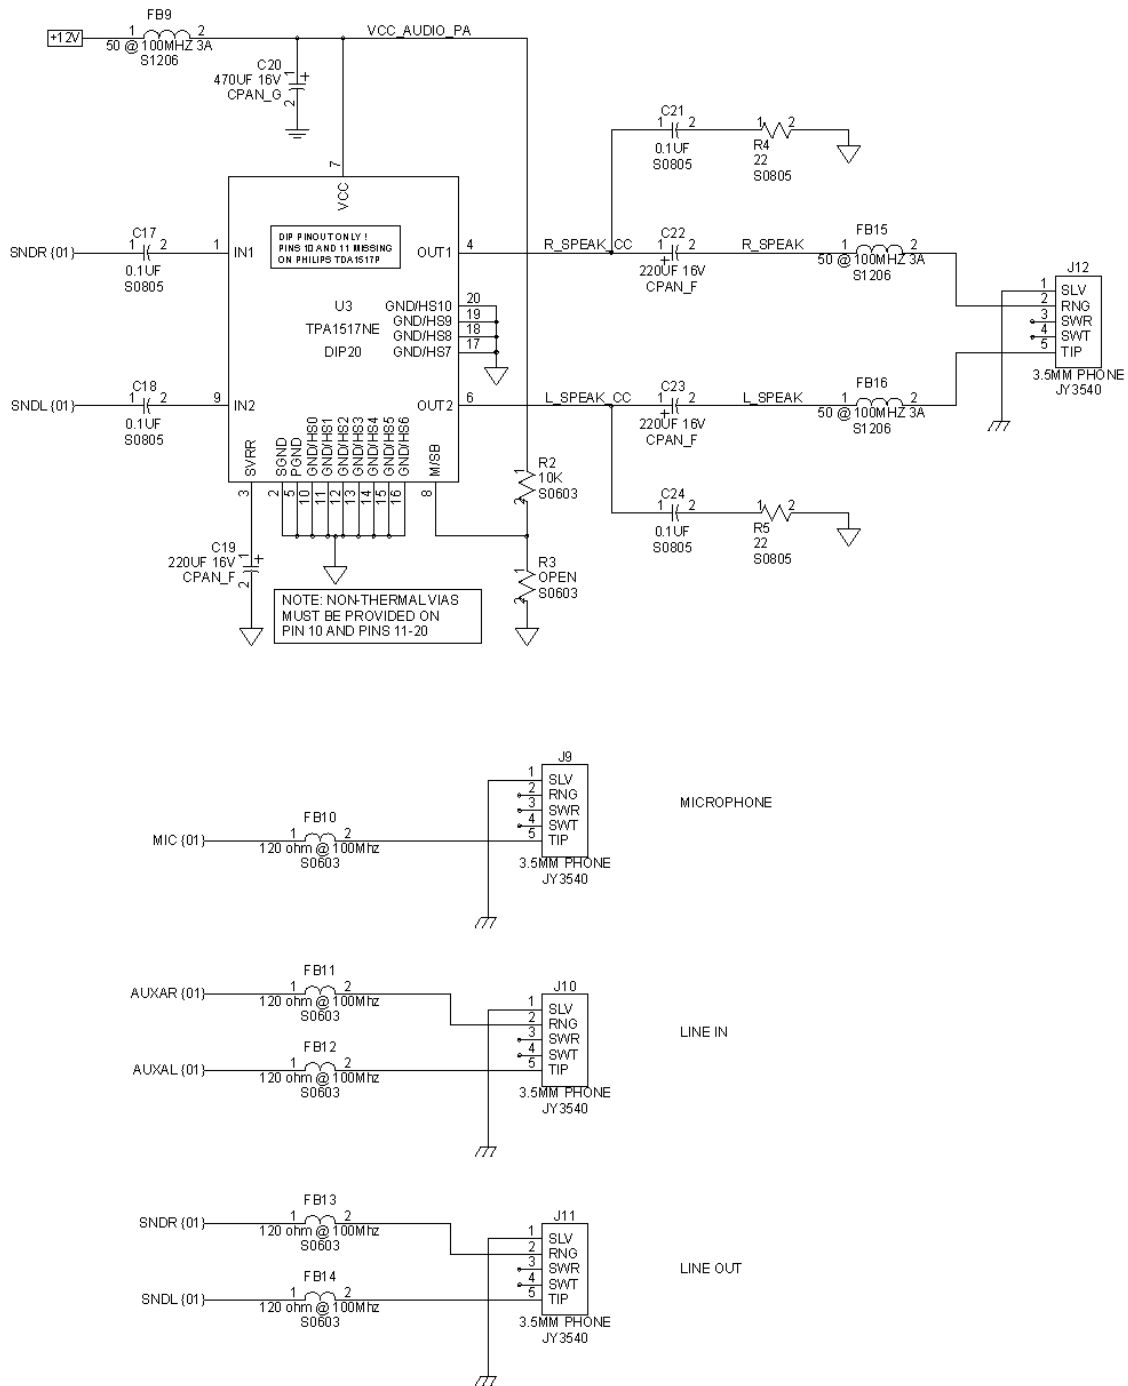 FB9
+12V
1 2
50 @ 100MHZ 3A
S1206
VCC_AUDIO_PA
C20
470UF 16V
CPAN_G
1 +
2
C21
1 2
0.1UF
S0805
1 2
R4
22
S0805
7
VCC
DIP PINOUT ONLY !
PINS 10 AND 11 MISSING
ON PHILIPS TDA1517P
SNDR {01}
C17
1 2
0.1UF
S0805
1
IN1
OUT1
4
R_SPEAK_CC
C22
1 2
+
220UF 16V
CPAN_F
R_SPEAK
FB15
1 2
50 @ 100MHZ 3A
S1206
U3
TPA1517NE
DIP20
GND/HS10 20
GND/HS9 19
GND/HS8 18
GND/HS7 17
J12
1 SLV
2 RNG
3 SWR
4 SWT
5 TIP
3.5MM PHONE
JY3540
SNDL {01}
C18
1 2
0.1UF
S0805
9
IN2
OUT2
6
L_SPEAK_CC
C23
1 2
+
220UF 16V
CPAN_F
L_SPEAK
FB16
1 2
50 @ 100MHZ 3A
S1206
SVRR
SGND
PGND
GND/HS0
GND/HS1
GND/HS2
GND/HS3
GND/HS4
GND/HS5
GND/HS6
M/SB
3 2 5 10 11 12 13 14 15 16 8
1
R2
10K
S0603
2
C24
1 2
0.1UF
S0805
1 2
R5
22
S0805
C19
220UF 16V
CPAN_F
1 +
2
1
R3
OPEN
S0603
2
NOTE: NON-THERMAL VIAS
MUST BE PROVIDED ON
PIN 10 AND PINS 11-20
J9
1 SLV
2 RNG
3 SWR
4 SWT
5 TIP
3.5MM PHONE
JY3540
MICROPHONE
MIC {01}
FB10
1 2
120 ohm @ 100Mhz
S0603
AUXAR {01}
FB11
1 2
120 ohm @ 100Mhz
S0603
AUXAL {01}
FB12
1 2
120 ohm @ 100Mhz
S0603
J10
1 SLV
2 RNG
3 SWR
4 SWT
5 TIP
3.5MM PHONE
JY3540
LINE IN
SNDR {01}
FB13
1 2
120 ohm @ 100Mhz
S0603
SNDL {01}
FB14
1 2
120 ohm @ 100Mhz
S0603
J11
1 SLV
2 RNG
3 SWR
4 SWT
5 TIP
3.5MM PHONE
JY3540
LINE OUT